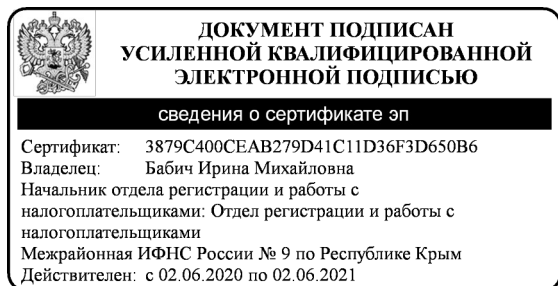 ДОКУМЕНТ ПОДПИСАН
УСИЛЕННОЙ КВАЛИФИЦИРОВАННОЙ
ЭЛЕКТРОННОЙ ПОДПИСЬЮ
сведения о сертификате эп
Сертификат: 3879C400CEAB279D41C11D36F3D650B6
Владелец: Бабич Ирина Михайловна
Начальник отдела регистрации и работы с
налогоплательщиками: Отдел регистрации и работы с
налогоплательщиками
Межрайонная ИФНС России № 9 по Республике Крым
Действителен: с 02.06.2020 по 02.06.2021